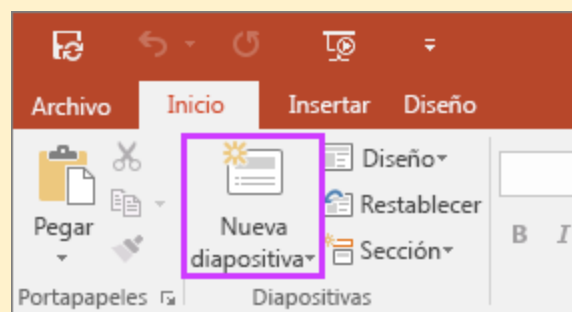 Archivo Inicio Insertar Diseño
Diseño
Restablecer
Pegar
Nueva
diapositiva
Sección
B I
Portapapeles Diapositivas